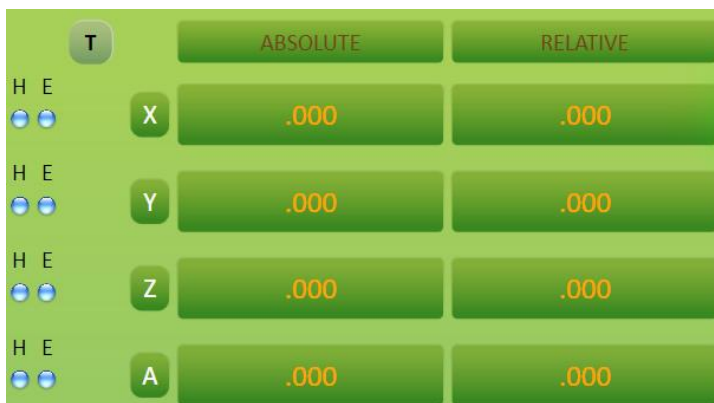 T ABSOLUTE RELATIVE
H E
X .000 .000
H E
Y .000 .000
H E
Z .000 .000
H E
A .000 .000